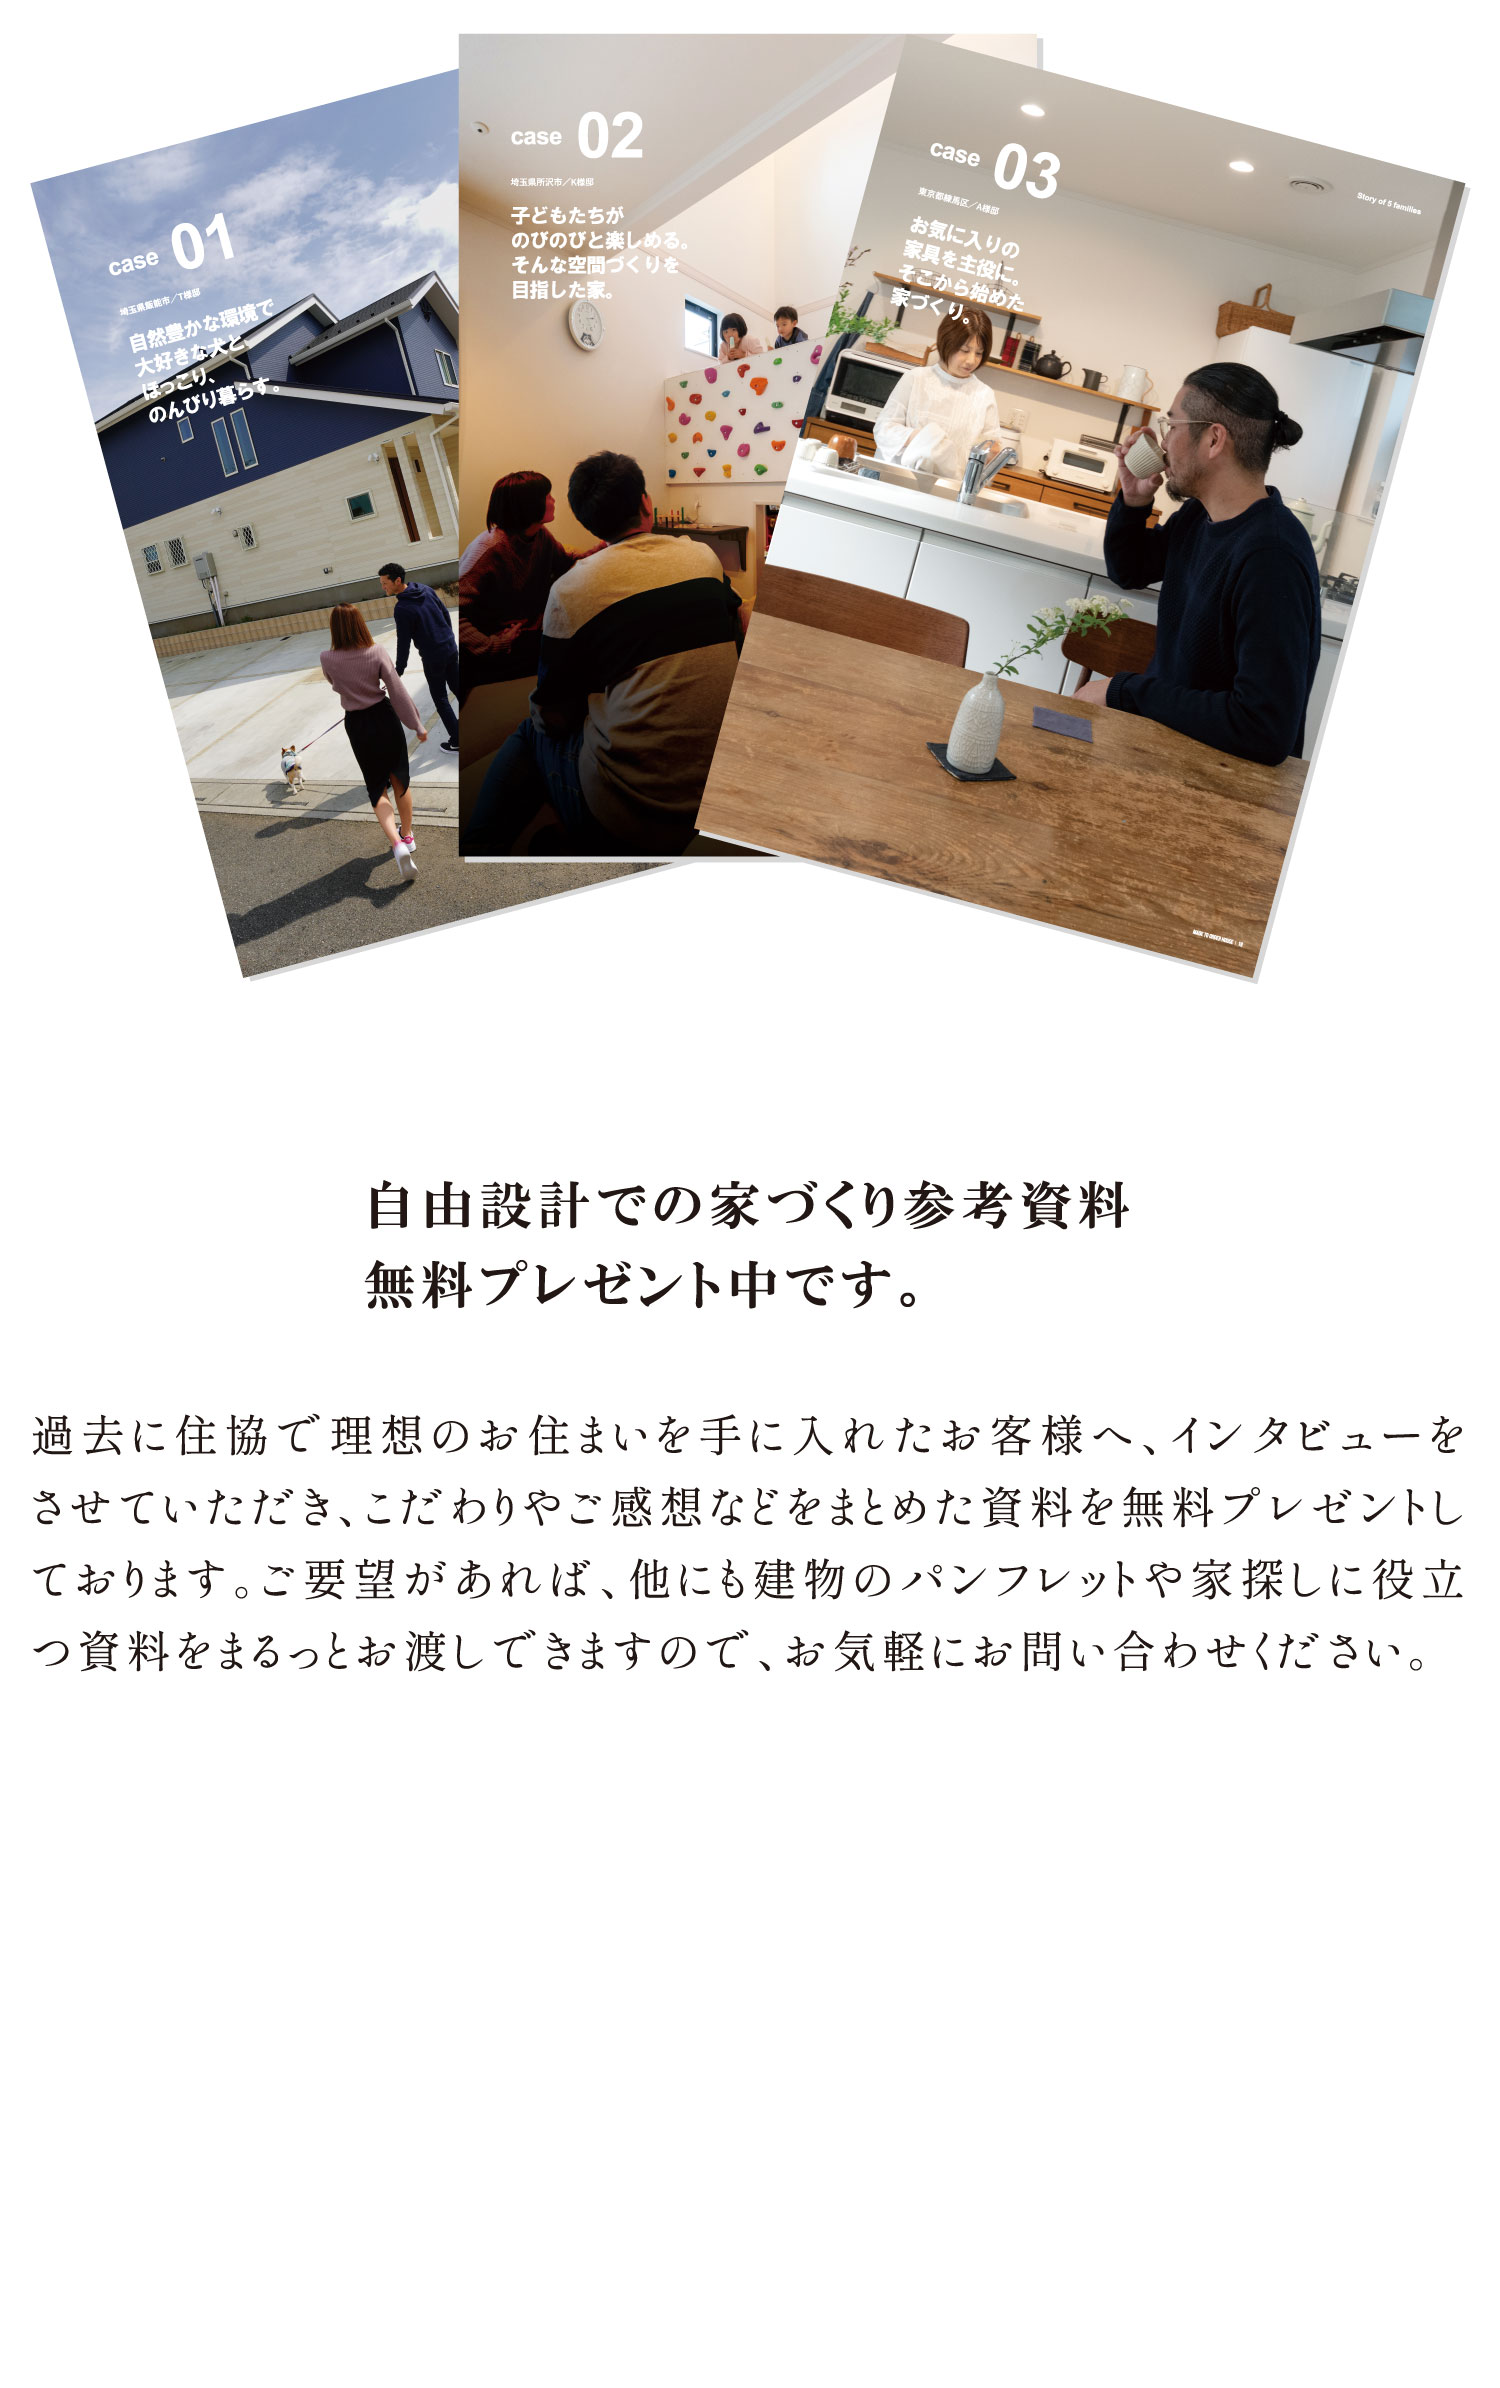 case 01
埼玉県飯能市／T様邸
自然豊かな環境で
大好きな犬と、
ほっこり、
のんびり暮らす。
case 02
埼玉県所沢市／K様邸
子どもたちが
のびのびと楽しめる。
そんな空間づくりを
目指した家。
case 03
東京都練馬区／A様邸
お気に入りの
家具を主役に。
そこから始めた
家づくり。
Story of 5 families
MADE TO ORDER HOUSE
自由設計での家づくり参考資料
無料プレゼント中です。
過去に住協で理想のお住まいを手に入れたお客様へ、インタビューを
させていただき、こだわりやご感想などをまとめた資料を無料プレゼントし
ております。ご要望があれば、他にも建物のパンフレットや家探しに役立
つ資料をまるっとお渡しできますので、お気軽にお問い合わせください。